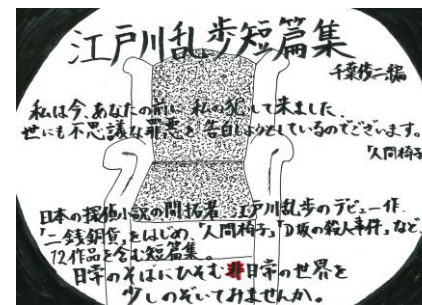 江戸川乱歩短篇集
千葉俊二編
私は今、あなたの前に、私の犯して来ました、
世にも不思議な罪悪を告白しようとしているのでございます。
「人間椅子」
日本の探偵小説の開拓者 江戸川乱歩のデビュー作
「二銭銅貨」をはじめ、「人間椅子」「D坂の殺人事件」など、
12作品を含む短篇集。
日常のそばにひそむ非日常の世界を
少しのぞいてみませんか。